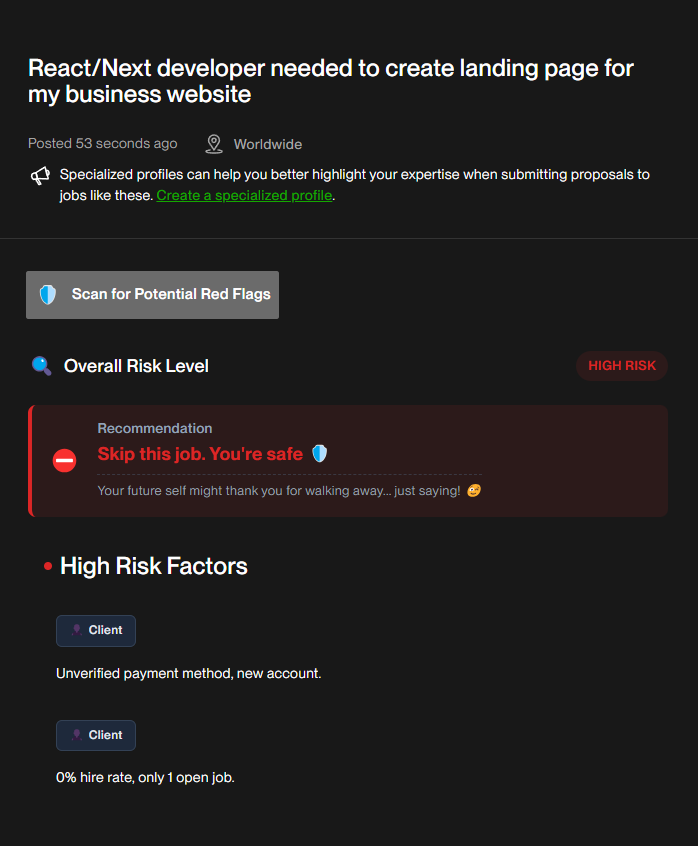 React/Next developer needed to create landing page for
my business website
Posted 53 seconds ago Worldwide
Specialized profiles can help you better highlight your expertise when submitting proposals to
jobs like these. Create a specialized profile.
Scan for Potential Red Flags
Overall Risk Level HIGH RISK
Recommendation
Skip this job. You're safe
Your future self might thank you for walking away... just saying!
High Risk Factors
Client
Unverified payment method, new account.
Client
0% hire rate, only 1 open job.